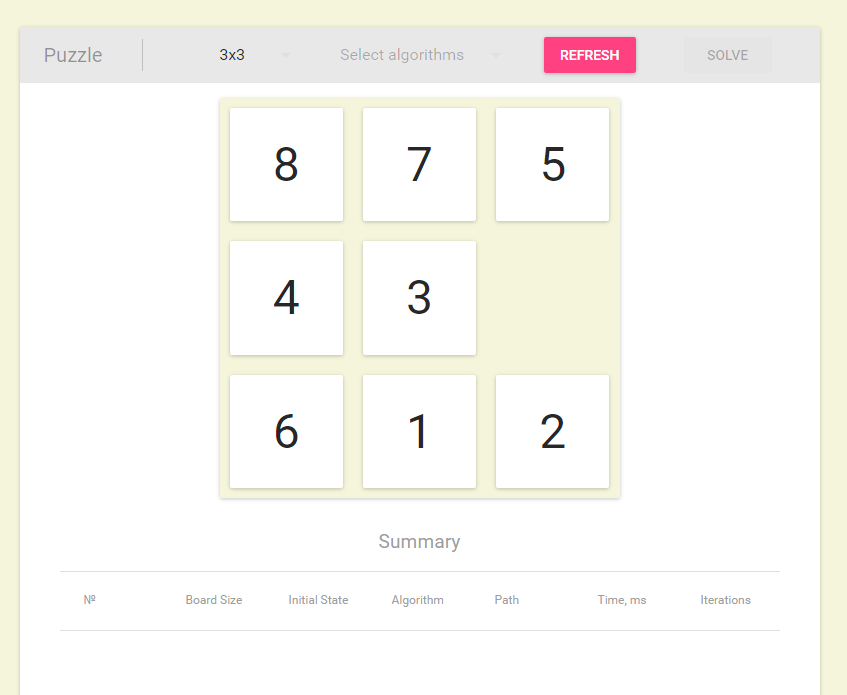 Puzzle 3x3 Select algorithms REFRESH SOLVE
8 7 5
4 3
6 1 2
Summary
№ Board Size Initial State Algorithm Path Time, ms Iterations